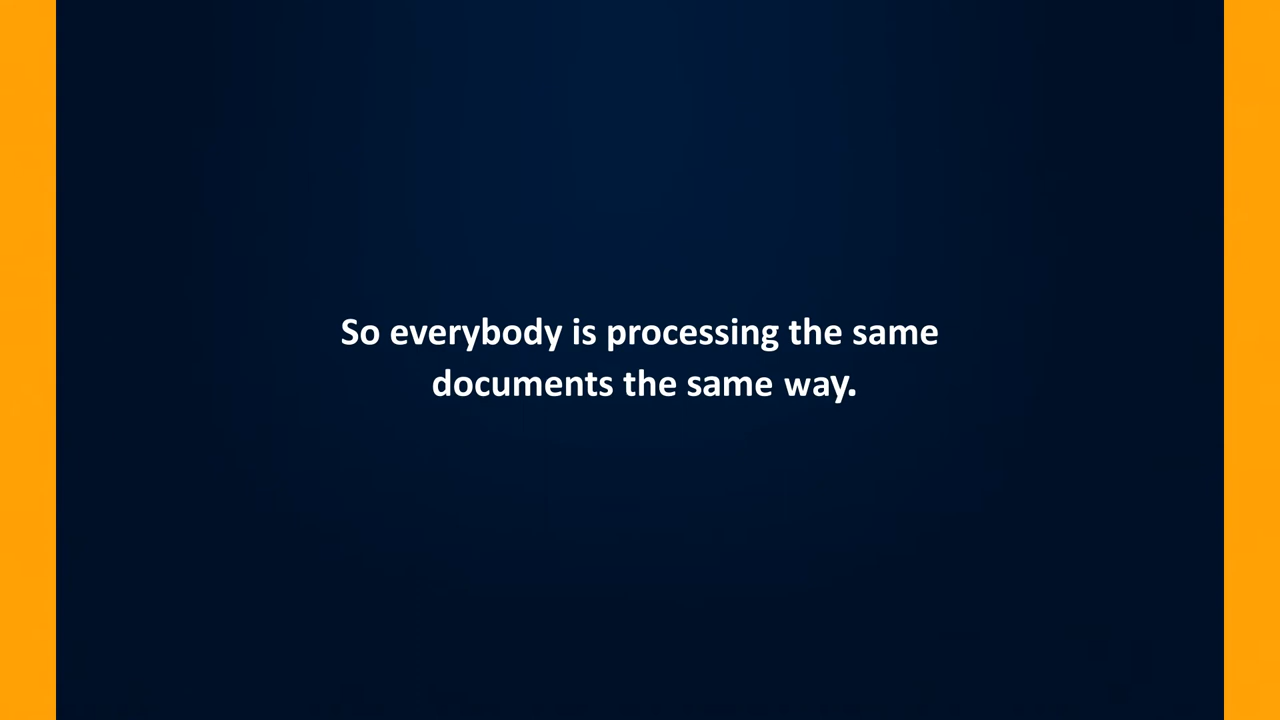 So everybody is processing the same
documents the same way.